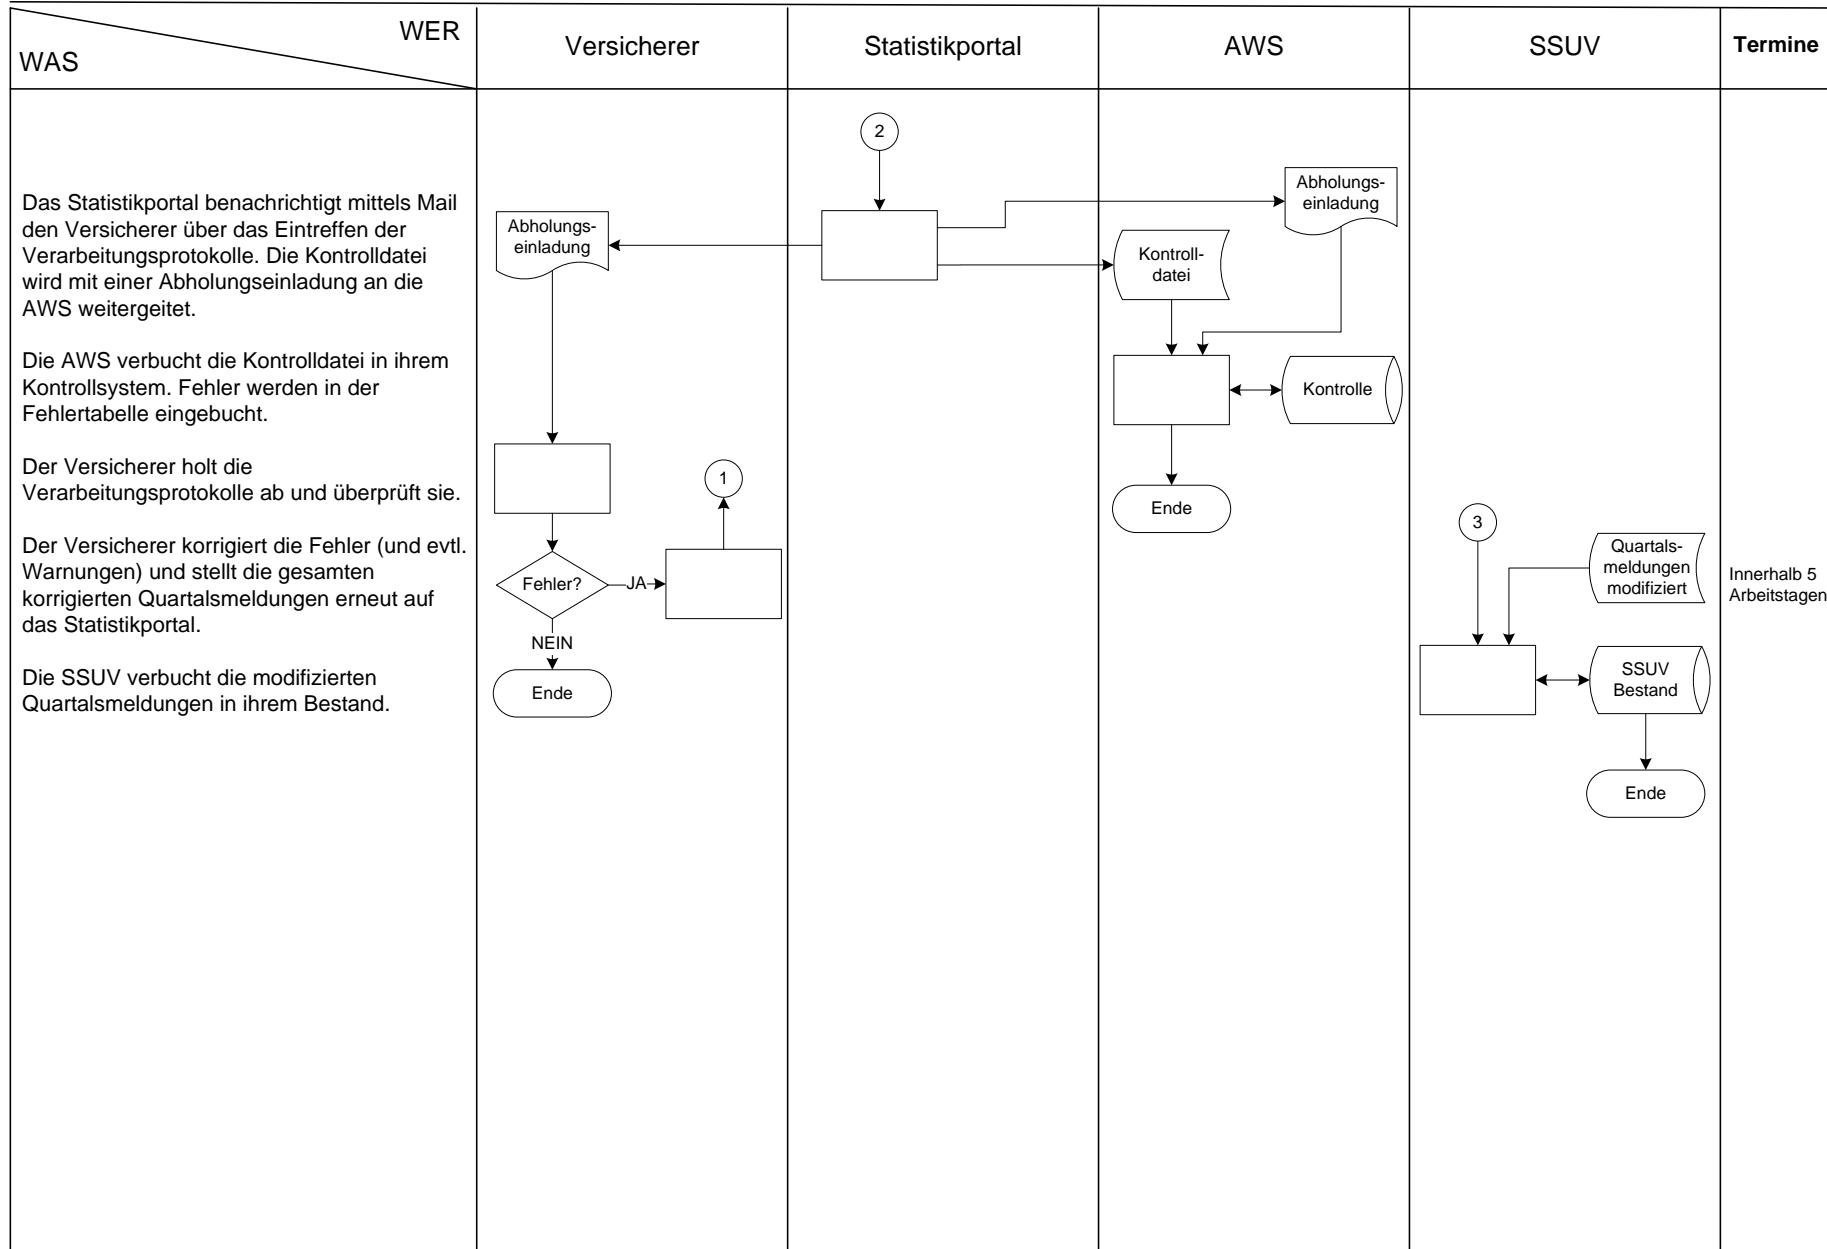 WER
WAS
Versicherer
Statistikportal
AWS
SSUV
Termine
Das Statistikportal benachrichtigt mittels Mail
den Versicherer über das Eintreffen der
Verarbeitungsprotokolle. Die Kontrolldatei
wird mit einer Abholungseinladung an die
AWS weitergeitet.
Die AWS verbucht die Kontrolldatei in ihrem
Kontrollsystem. Fehler werden in der
Fehlertabelle eingebucht.
Der Versicherer holt die
Verarbeitungsprotokolle ab und überprüft sie.
Der Versicherer korrigiert die Fehler (und evtl.
Warnungen) und stellt die gesamten
korrigierten Quartalsmeldungen erneut auf
das Statistikportal.
Die SSUV verbucht die modifizierten
Quartalsmeldungen in ihrem Bestand.
Abholungs-
einladung
Fehler?
JA
NEIN
Ende
1
2
Abholungs-
einladung
Kontroll-
datei
Kontrolle
Ende
3
Quartals-
meldungen
modifiziert
SSUV
Bestand
Ende
Innerhalb 5
Arbeitstagen